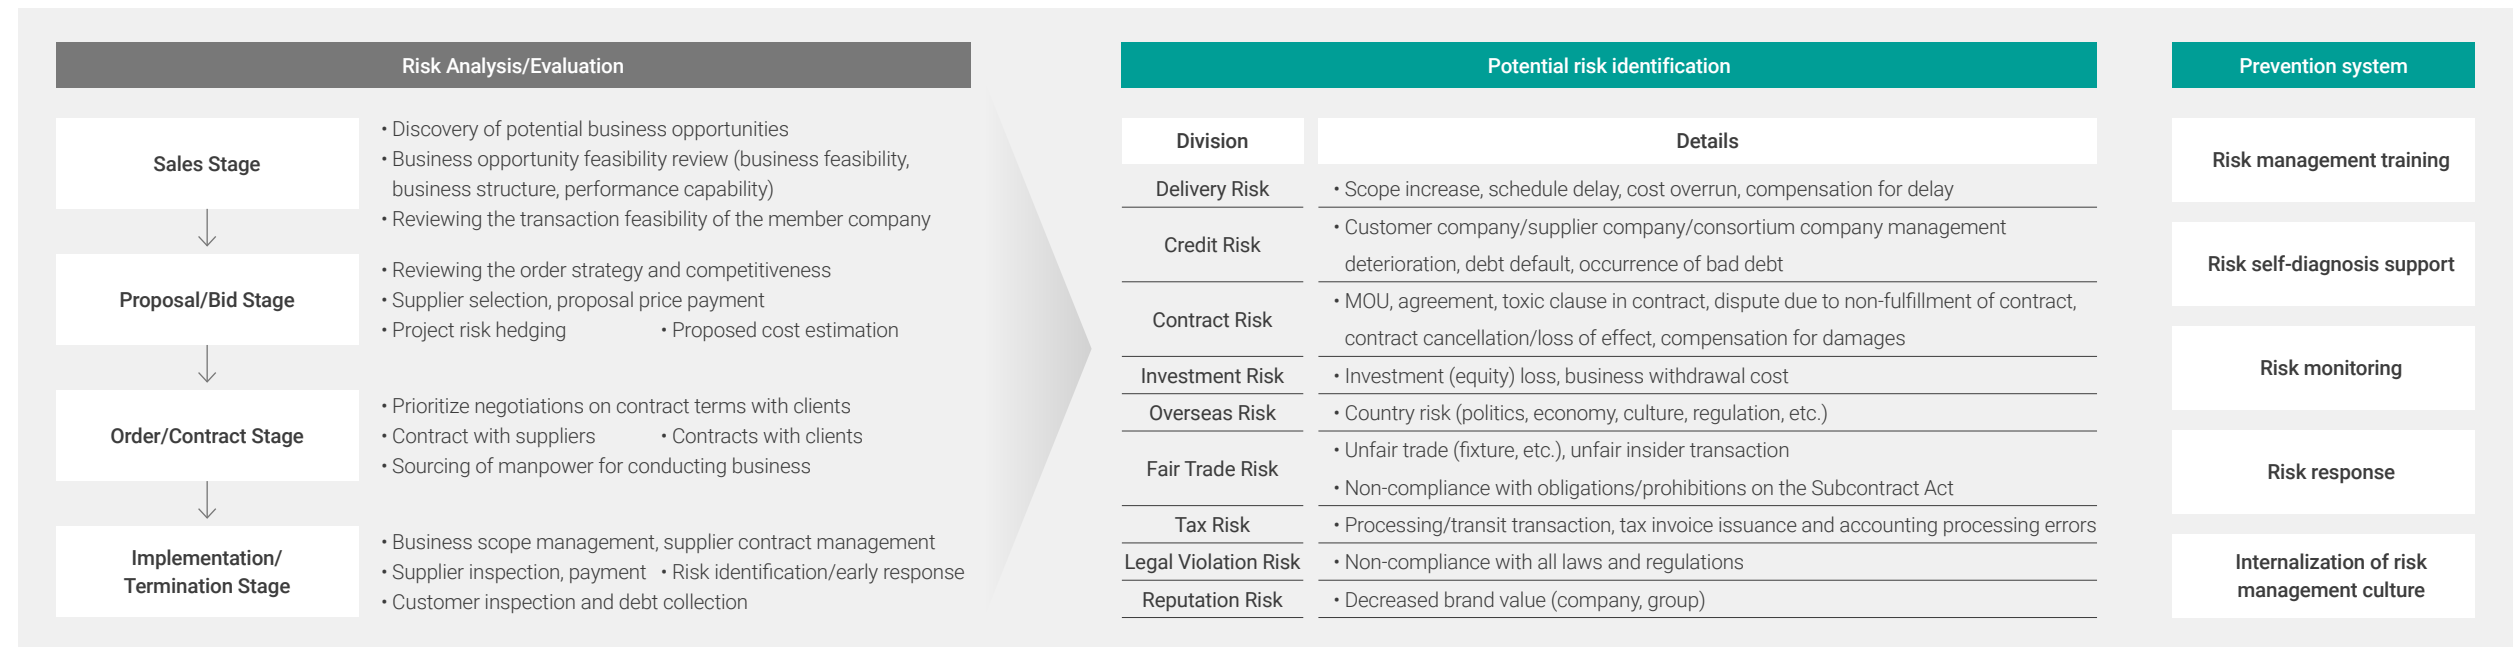 Risk Analysis/Evaluation
Sales Stage
• Discovery of potential business opportunities
• Business opportunity feasibility review (business feasibility,
business structure, performance capability)
• Reviewing the transaction feasibility of the member company
Proposal/Bid Stage
• Reviewing the order strategy and competitiveness
• Supplier selection, proposal price payment
• Project risk hedging • Proposed cost estimation
Order/Contract Stage
• Prioritize negotiations on contract terms with clients
• Contract with suppliers • Contracts with clients
• Sourcing of manpower for conducting business
Implementation/
Termination Stage
• Business scope management, supplier contract management
• Supplier inspection, payment • Risk identification/early response
• Customer inspection and debt collection
Potential risk identification
Division Details
Delivery Risk • Scope increase, schedule delay, cost overrun, compensation for delay
Credit Risk
• Customer company/supplier company/consortium company management
deterioration, debt default, occurrence of bad debt
Contract Risk
• MOU, agreement, toxic clause in contract, dispute due to non-fulfillment of contract,
contract cancellation/loss of effect, compensation for damages
Investment Risk • Investment (equity) loss, business withdrawal cost
Overseas Risk • Country risk (politics, economy, culture, regulation, etc.)
Fair Trade Risk
• Unfair trade (fixture, etc.), unfair insider transaction
• Non-compliance with obligations/prohibitions on the Subcontract Act
Tax Risk • Processing/transit transaction, tax invoice issuance and accounting processing errors
Legal Violation Risk • Non-compliance with all laws and regulations
Reputation Risk • Decreased brand value (company, group)
Prevention system
Risk management training
Risk self-diagnosis support
Risk monitoring
Risk response
Internalization of risk
management culture